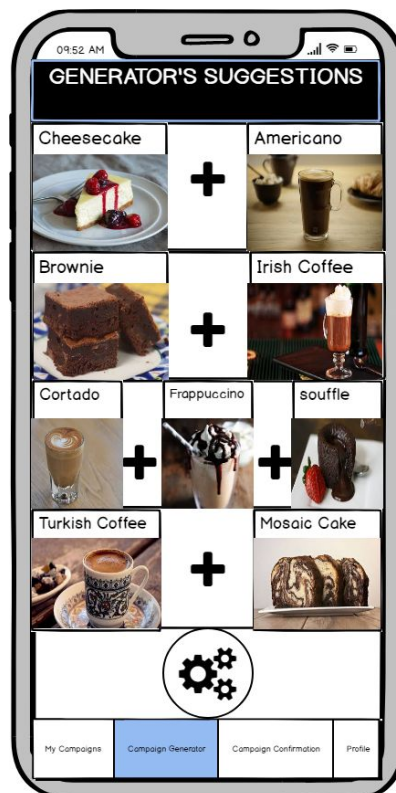 09:52 AM
GENERATOR'S SUGGESTIONS
Cheesecake
Americano
Brownie
Irish Coffee
Cortado
Frappuccino
souffle
Turkish Coffee
Mosaic Cake
My Campaigns
Campaign Generator
Campaign Confirmation
Profile